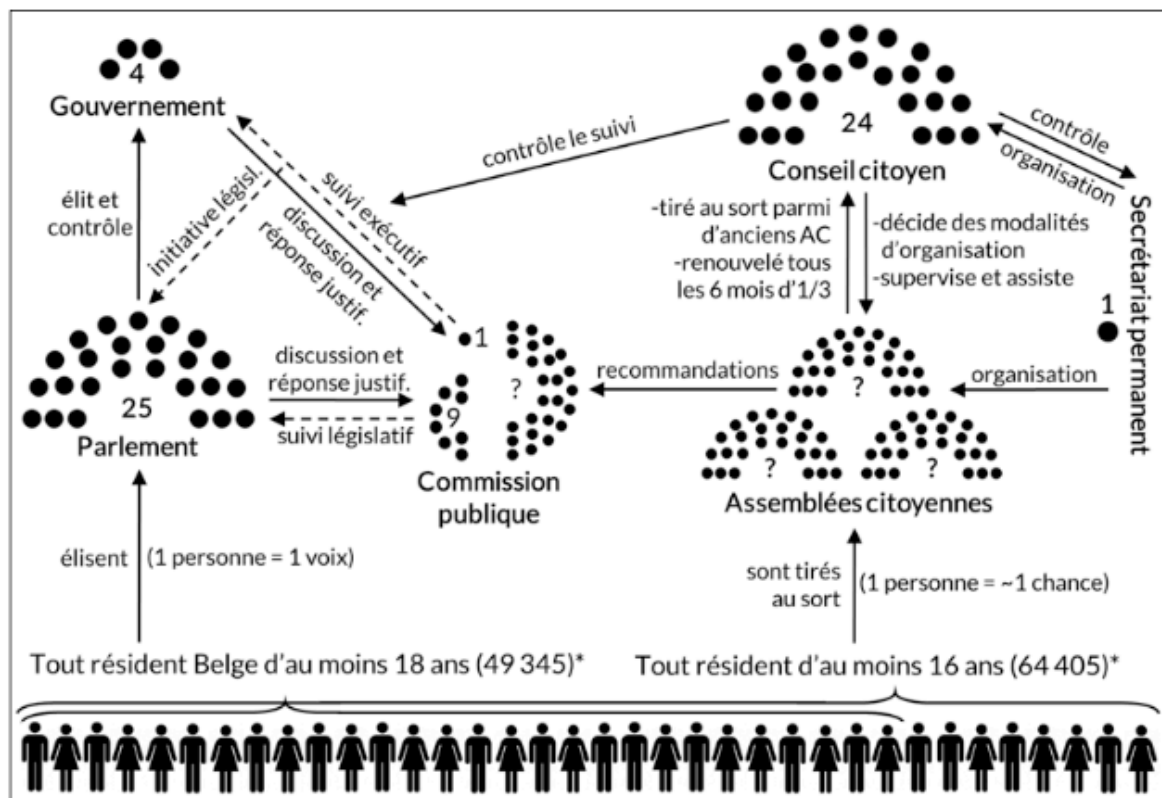 4
Gouvernement
24
Conseil citoyen
contrôle le suivi
contrôle
organisation
Secrétariat permanent
1
élit et
contrôle
initiative législ.
suivi exécutif
discussion et
réponse justif.
-tiré au sort parmi
d'anciens AC
-renouvelé tous
les 6 mois d'1/3
-décide des modalités
d'organisation
-supervise et assiste
25
Parlement
discussion et
réponse justif.
suivi législatif
1
9
?
Commission
publique
recommandations
organisation
?
?
?
Assemblées citoyennes
élisent
(1 personne = 1 voix)
sont tirés
au sort
(1 personne = ~1 chance)
Tout résident Belge d'au moins 18 ans (49 345)*
Tout résident d'au moins 16 ans (64 405)*